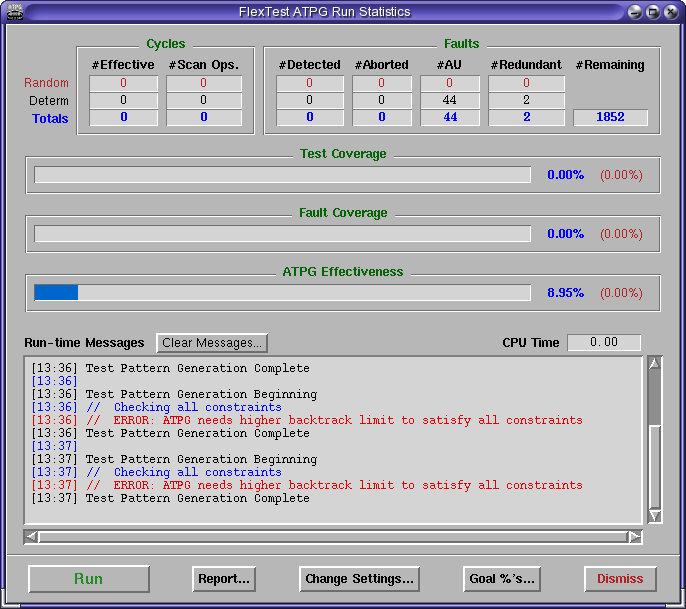 ATPG
FlexTest ATPG Run Statistics
Cycles
Faults
#Effective #Scan Ops. #Detected #Aborted #AU #Redundant #Remaining
Random 0 0 0 0 0 0
Determ 0 0 0 0 44 2
Totals 0 0 0 0 44 2 1852
Test Coverage
0.00% (0.00%)
Fault Coverage
0.00% (0.00%)
ATPG Effectiveness
8.95% (0.00%)
Run-time Messages Clear Messages... CPU Time 0.00
[13:36] Test Pattern Generation Complete
[13:36]
[13:36] Test Pattern Generation Beginning
[13:36] // Checking all constraints
[13:36] // ERROR: ATPG needs higher backtrack limit to satisfy all constraints
[13:36] Test Pattern Generation Complete
[13:37]
[13:37] Test Pattern Generation Beginning
[13:37] // Checking all constraints
[13:37] // ERROR: ATPG needs higher backtrack limit to satisfy all constraints
[13:37] Test Pattern Generation Complete
Run Report... Change Settings... Goal %'s... Dismiss